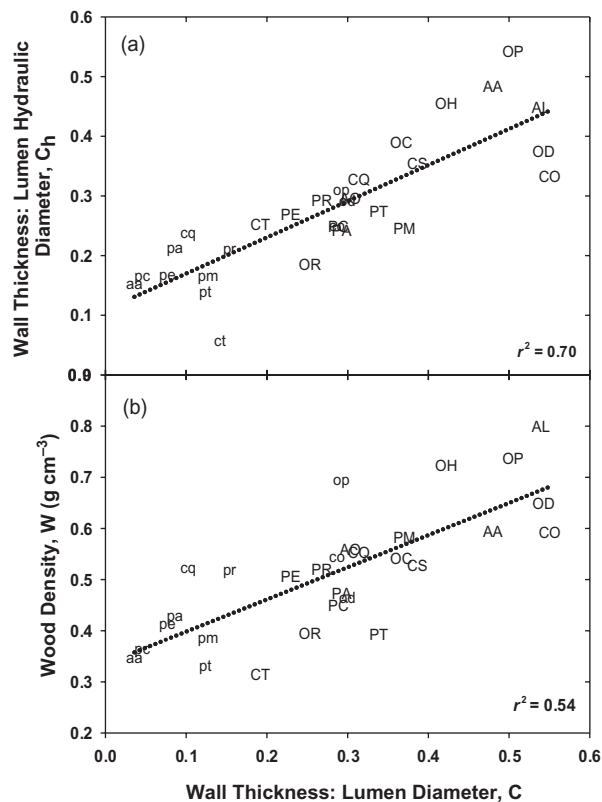 0.6
(a)
OP
AA
0.5
OH
AL
0.4
OC
OD
CS
CO
CQ
op
0.3
PR
PT
PE
CT
PM
cq
PA
pa
pr
0.2
OR
pc
pe
pm
aa
pt
0.1
ct
r² = 0.70
Wall Thickness: Lumen Hydraulic
Diameter, Cₕ
(b)
0.8
AL
OP
0.7
op
OH
OD
0.6
PM
AA
CO
co
OC
CS
cq
pr
PE
PR
0.5
PA
PC
pa
pe
OR
PT
0.4
pm
pc
aa
pt
CT
0.3
r² = 0.54
0.2
Wood Density, W (g cm⁻³)
0.0 0.1 0.2 0.3 0.4 0.5 0.6
Wall Thickness: Lumen Diameter, C